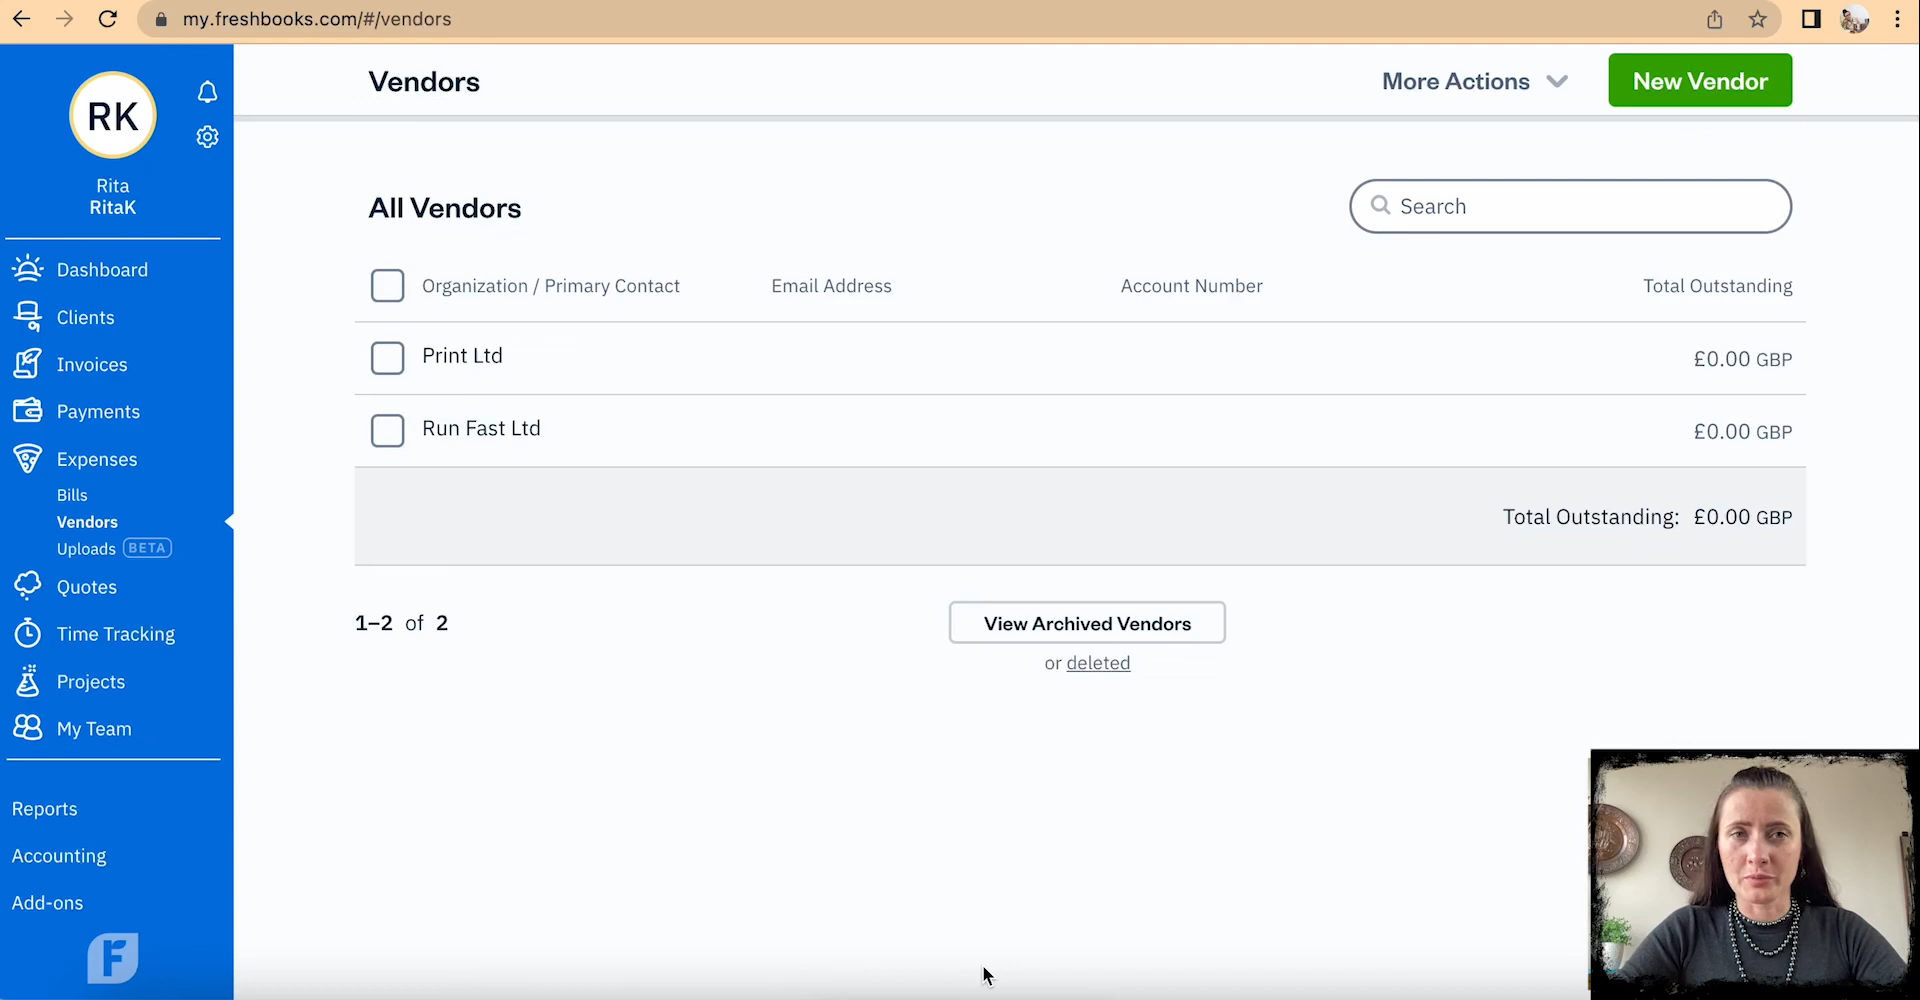 my.freshbooks.com/#/vendors
RK
Rita
RitaK
Dashboard
Clients
Invoices
Payments
Expenses
Bills
Vendors
Uploads BETA
Quotes
Time Tracking
Projects
My Team
Reports
Accounting
Add-ons
F
Vendors
More Actions
New Vendor
All Vendors
Search
Organization / Primary Contact Email Address Account Number Total Outstanding
Print Ltd £0.00 GBP
Run Fast Ltd £0.00 GBP
Total Outstanding: £0.00 GBP
1–2 of 2
View Archived Vendors
or deleted